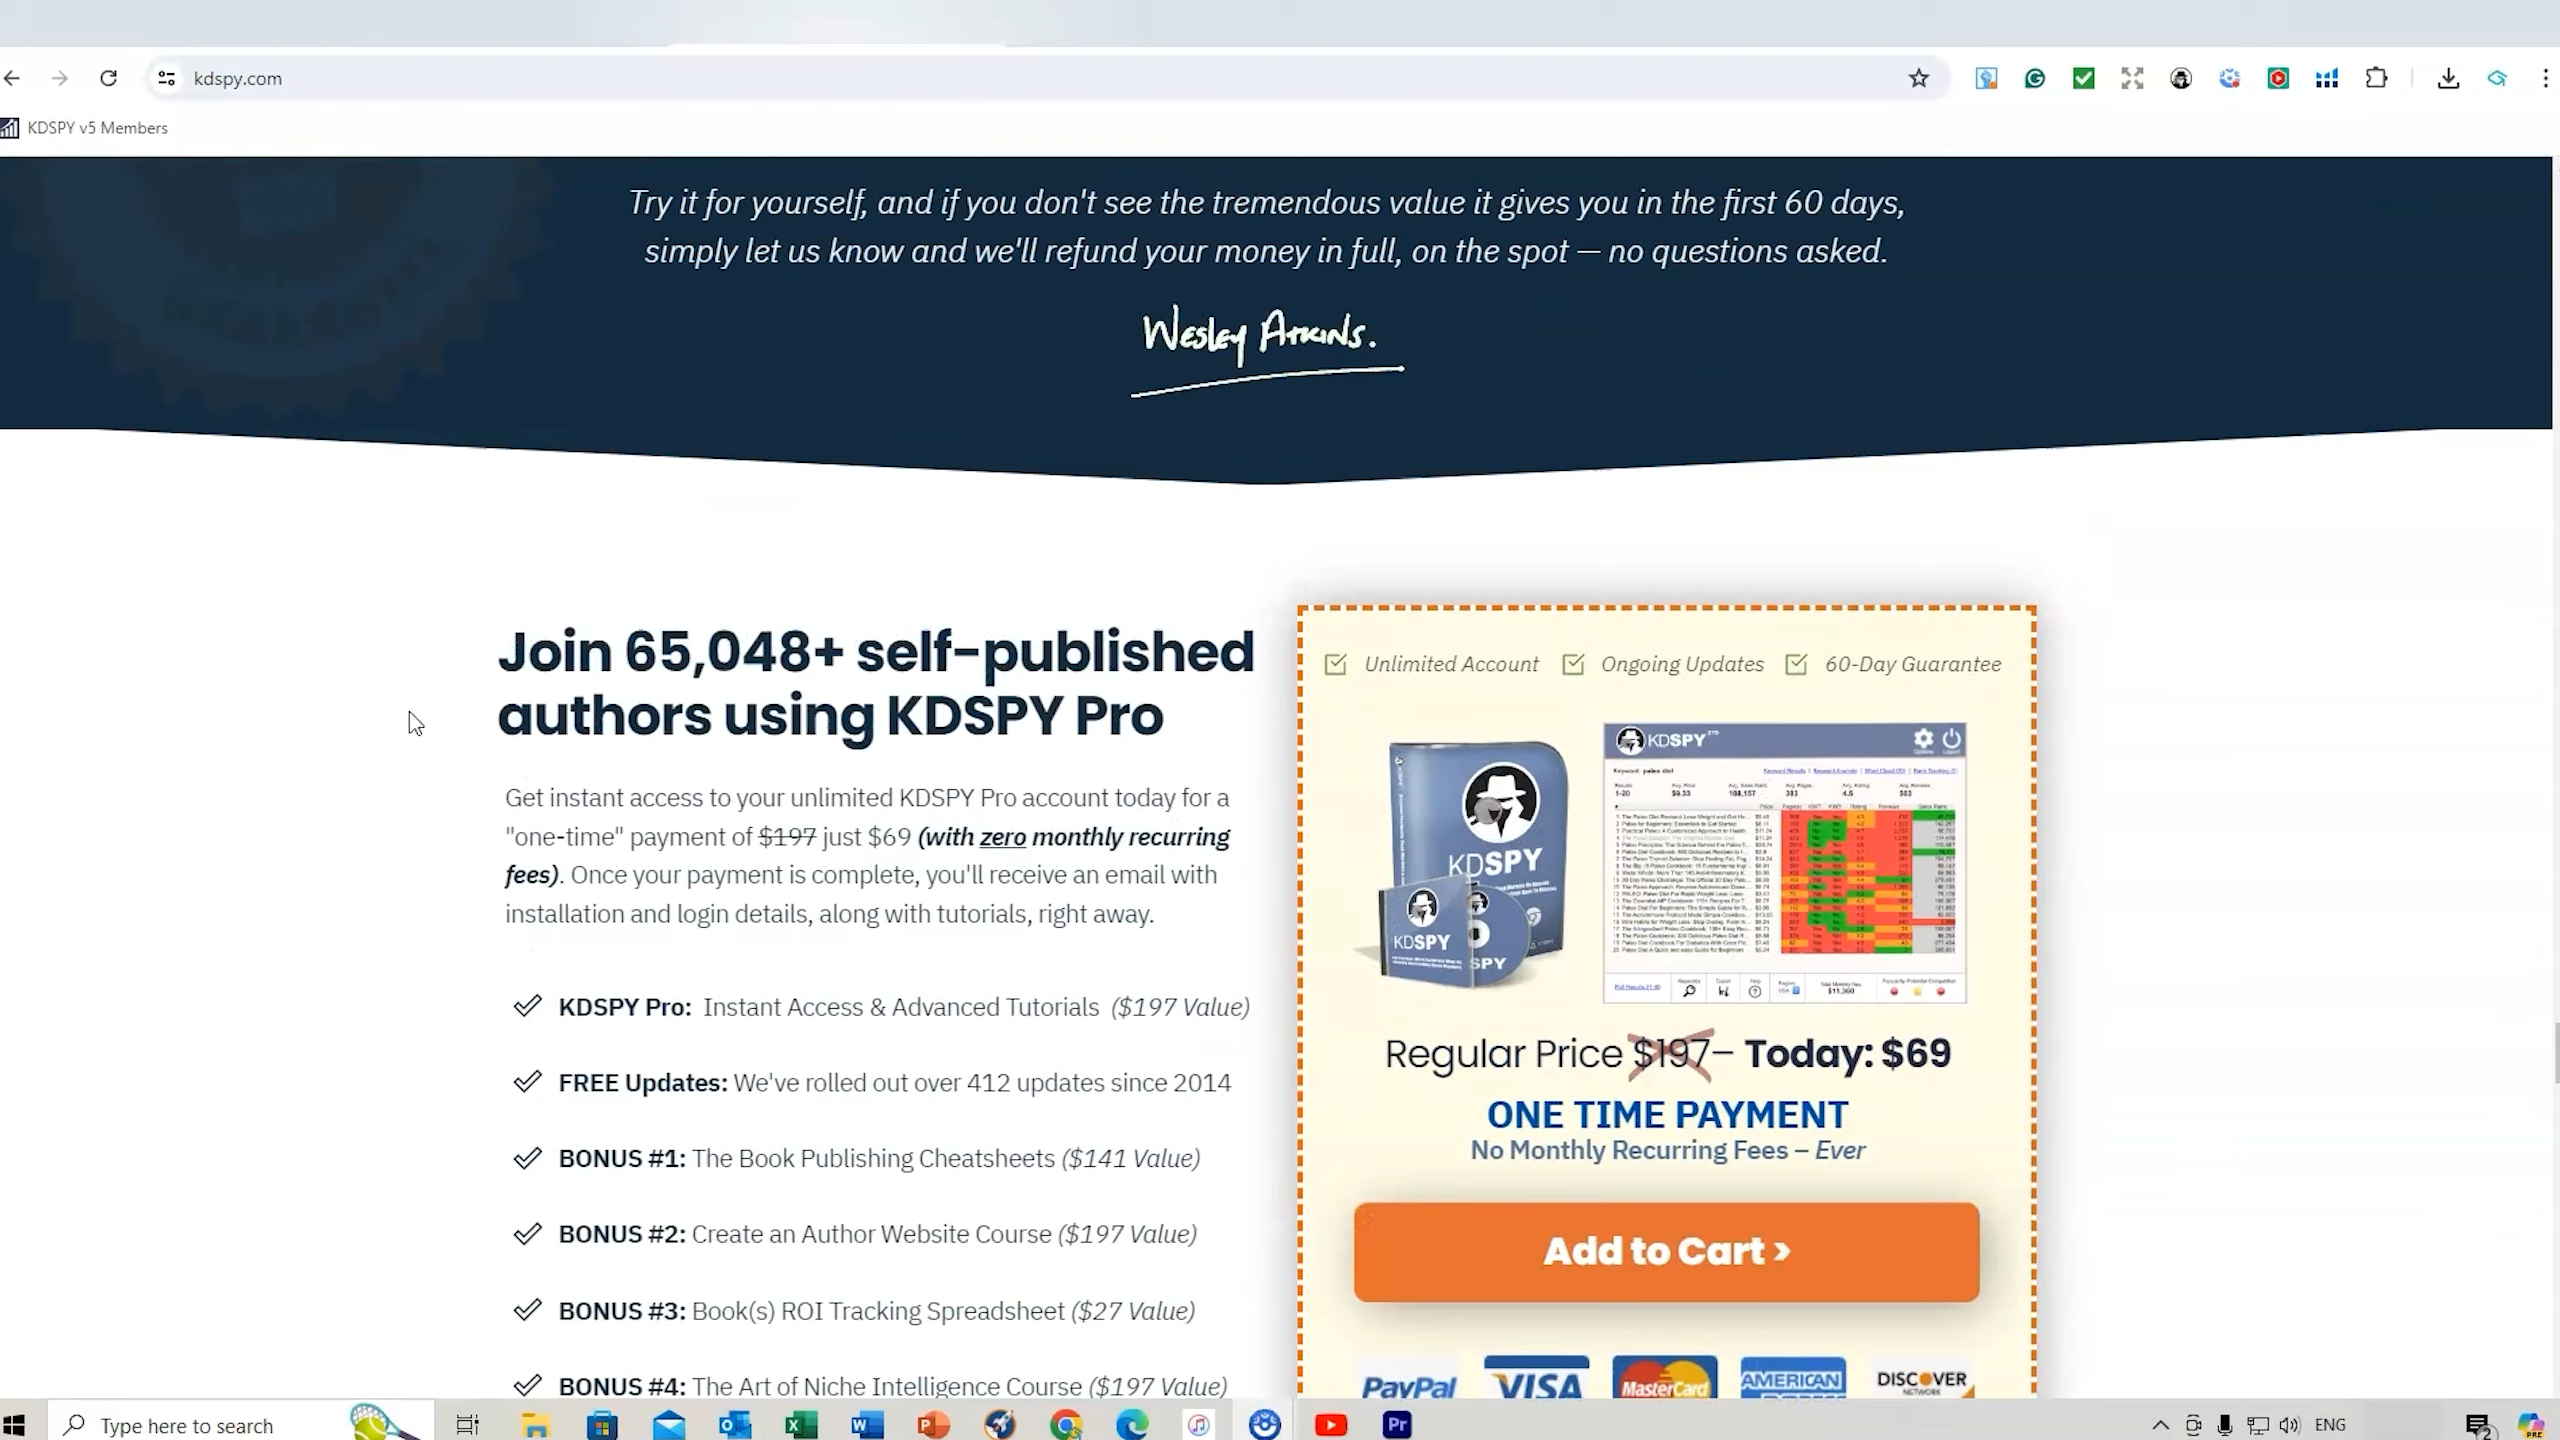 kdspy.com
KDSPY v5 Members
Try it for yourself, and if you don't see the tremendous value it gives you in the first 60 days,
simply let us know and we'll refund your money in full, on the spot — no questions asked.
Wesley Atkins.
Join 65,048+ self-published
authors using KDSPY Pro
Get instant access to your unlimited KDSPY Pro account today for a
"one-time" payment of $197 just $69 (with zero monthly recurring
fees). Once your payment is complete, you'll receive an email with
installation and login details, along with tutorials, right away.
KDSPY Pro: Instant Access & Advanced Tutorials ($197 Value)
FREE Updates: We've rolled out over 412 updates since 2014
BONUS #1: The Book Publishing Cheatsheets ($141 Value)
BONUS #2: Create an Author Website Course ($197 Value)
BONUS #3: Book(s) ROI Tracking Spreadsheet ($27 Value)
BONUS #4: The Art of Niche Intelligence Course ($197 Value)
Unlimited Account Ongoing Updates 60-Day Guarantee
KDSPY
KDSPY
SPY
KDSPY pro
Keyword: paleo diet
Regular Price $197– Today: $69
ONE TIME PAYMENT
No Monthly Recurring Fees – Ever
Add to Cart >
PayPal VISA MasterCard AMERICAN DISCOVER
NETWORK
Type here to search
ENG
2
PRE